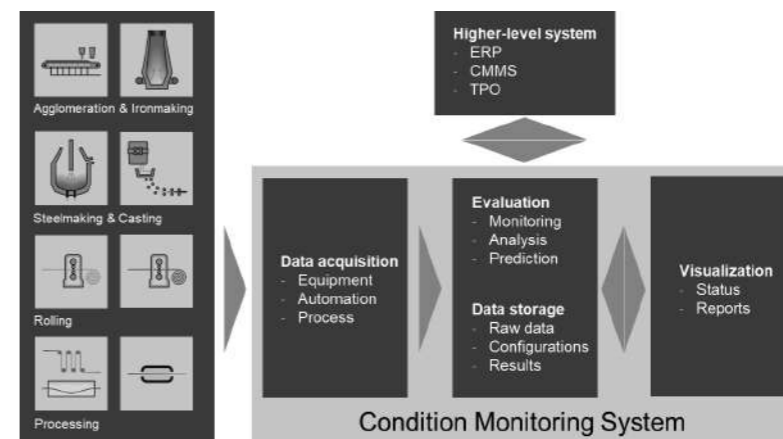 Agglomeration & Ironmaking
Steelmaking & Casting
Rolling
Processing
Higher-level system
- ERP
- CMMS
- TPO
Data acquisition
- Equipment
- Automation
- Process
Evaluation
- Monitoring
- Analysis
- Prediction
Data storage
- Raw data
- Configurations
- Results
Visualization
- Status
- Reports
Condition Monitoring System